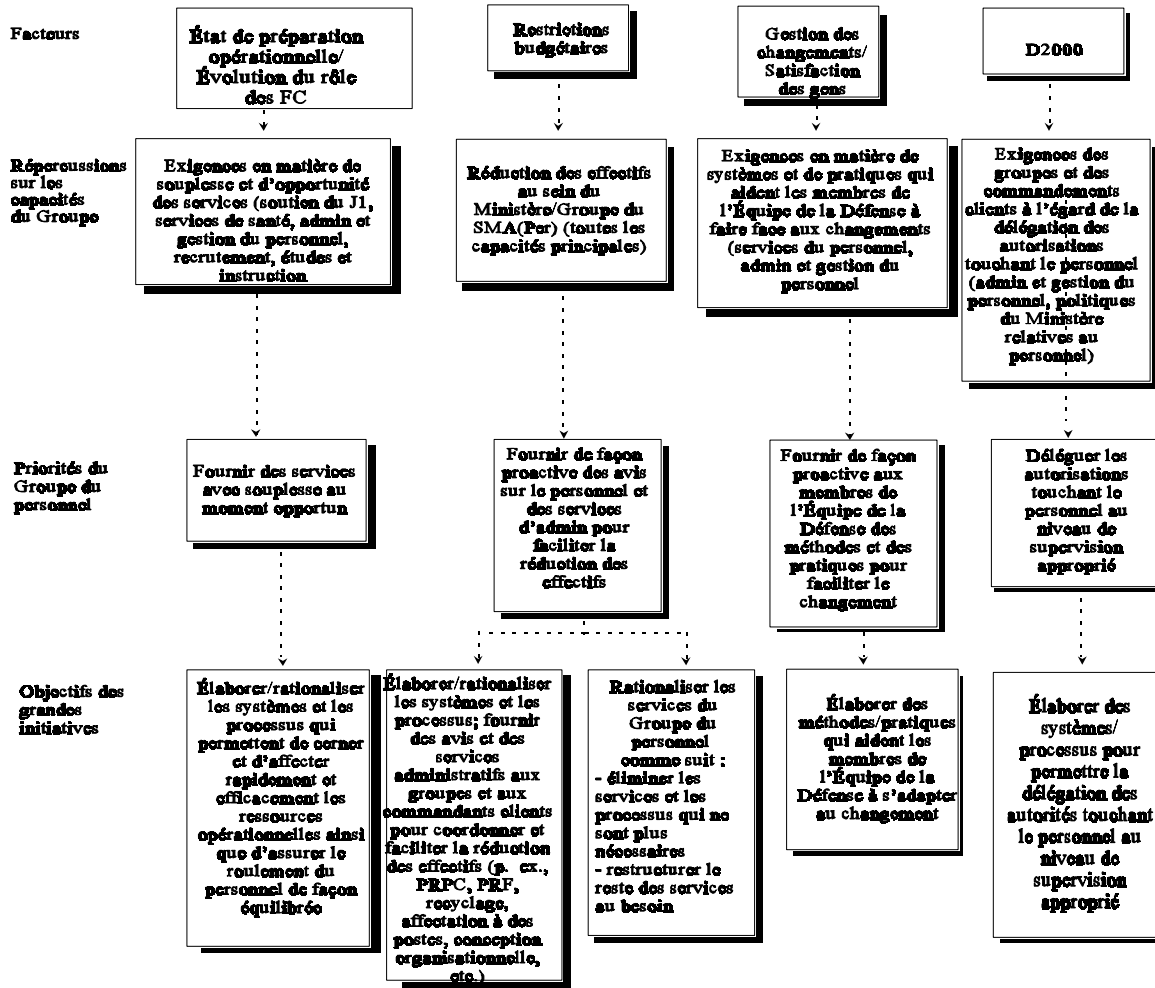 Facteurs
État de préparation
opérationnelle/
Évolution du rôle
des FC
Restrictions
budgétaires
Gestion des
changements/
Satisfaction
des gens
D2000
Répercussions
sur les
capacités
du Groupe
Exigences en matière de
souplesse et d'opportunité
des services (soutien du J1,
services de santé, admin et
gestion du personnel,
recrutement, études et
instruction
Réduction des effectifs
au sein du
Ministère/Groupe du
SMA(Per) (toutes les
capacités principales)
Exigences en matière de
systèmes et de pratiques qui
aident les membres de
l'Équipe de la Défense à
faire face aux changements
(services du personnel,
admin et gestion du
personnel
Exigences des
groupes et des
commandements
clients à l'égard de la
délégation des
autorisations
touchant le personnel
(admin et gestion du
personnel, politiques
du Ministère
relatives au
personnel)
Priorités du
Groupe du
personnel
Fournir des services
avec souplesse au
moment opportun
Fournir de façon
proactive des avis
sur le personnel et
des services
d'admin pour
faciliter la
réduction des
effectifs
Fournir de façon
proactive aux
membres de
l'Équipe de la
Défense des
méthodes et des
pratiques pour
faciliter le
changement
Déléguer les
autorisations
touchant le
personnel au
niveau de
supervision
approprié
Objectifs des
grandes
initiatives
Élaborer/rationaliser
les systèmes et les
processus qui
permettent de cerner
et d'affecter
rapidement et
efficacement les
ressources
opérationnelles ainsi
que d'assurer le
roulement du
personnel de façon
équilibrée
Élaborer/rationaliser
les systèmes et les
processus; fournir
des avis et des
services
administratifs aux
groupes et aux
commandants clients
pour coordonner et
faciliter la réduction
des effectifs (p. ex.,
PRPC, PRF,
recyclage,
affectation à des
postes, conception
organisationnelle,
etc.)
Rationaliser les
services du
Groupe du
personnel
comme suit :
- éliminer les
services et les
processus qui ne
sont plus
nécessaires
- restructurer le
reste des services
au besoin
Élaborer des
méthodes/pratiques
qui aident les
membres de
l'Équipe de la
Défense à s'adapter
au changement
Élaborer des
systèmes/
processus pour
permettre la
délégation des
autorités touchant
le personnel au
niveau de
supervision
approprié